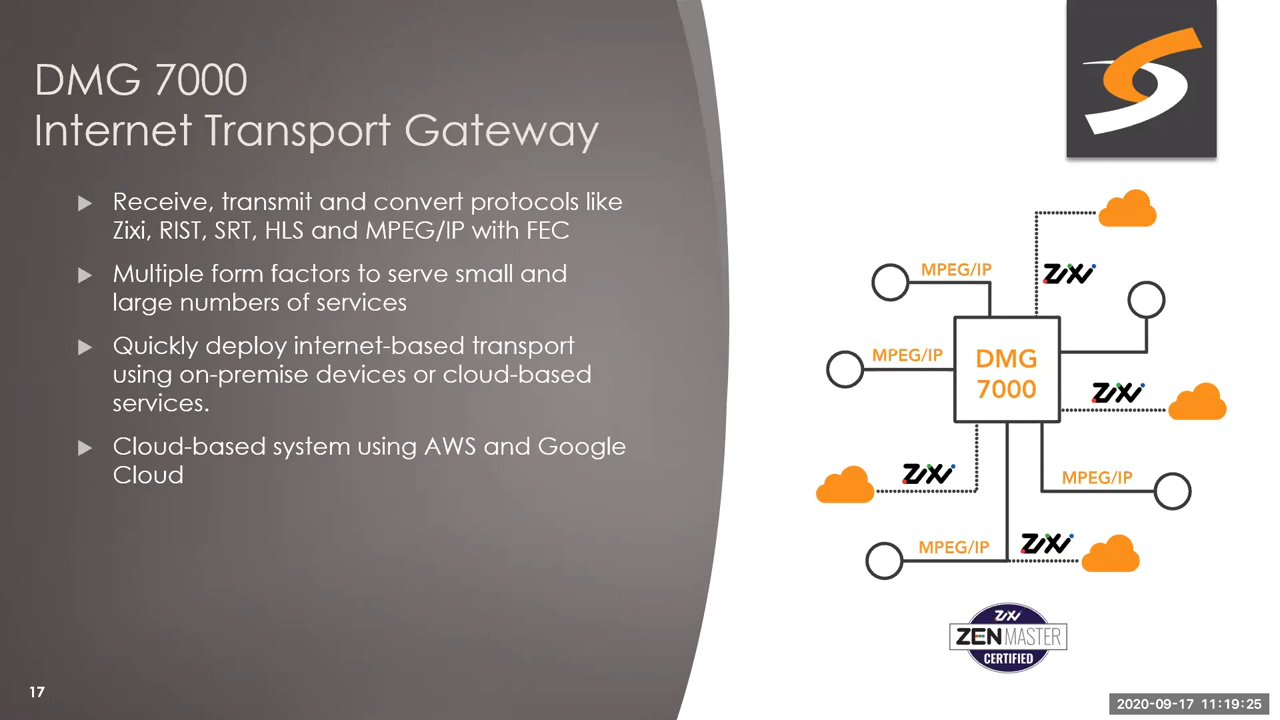 DMG 7000
Internet Transport Gateway
Receive, transmit and convert protocols like
Zixi, RIST, SRT, HLS and MPEG/IP with FEC
Multiple form factors to serve small and
large numbers of services
Quickly deploy internet-based transport
using on-premise devices or cloud-based
services.
Cloud-based system using AWS and Google
Cloud
MPEG/IP
ZiXi
MPEG/IP
DMG
7000
ZiXi
ZiXi
MPEG/IP
MPEG/IP
ZiXi
ZiXi
ZEN MASTER
CERTIFIED
17
2020-09-17 11:19:25